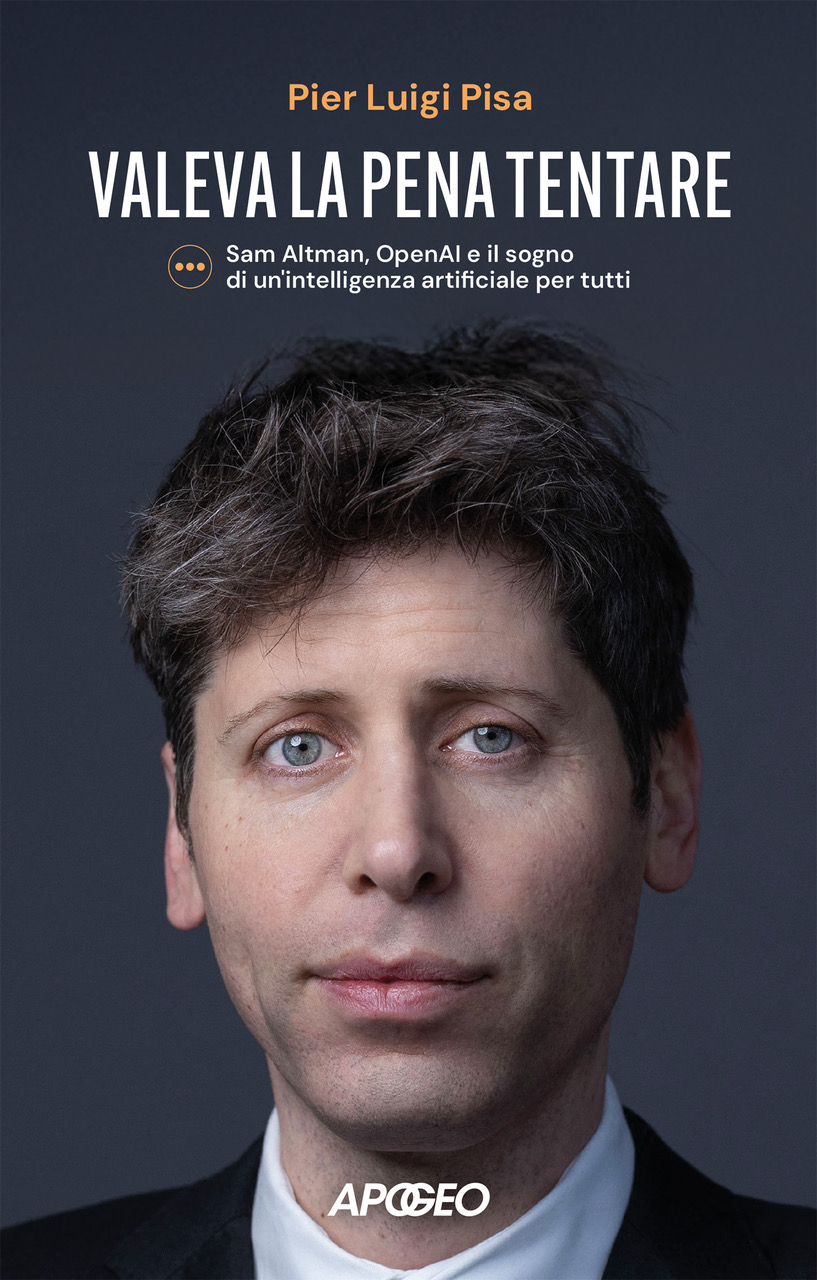 Pier Luigi Pisa
VALEVA LA PENA TENTARE
Sam Altman, OpenAI e il sogno
di un'intelligenza artificiale per tutti
APOGEO